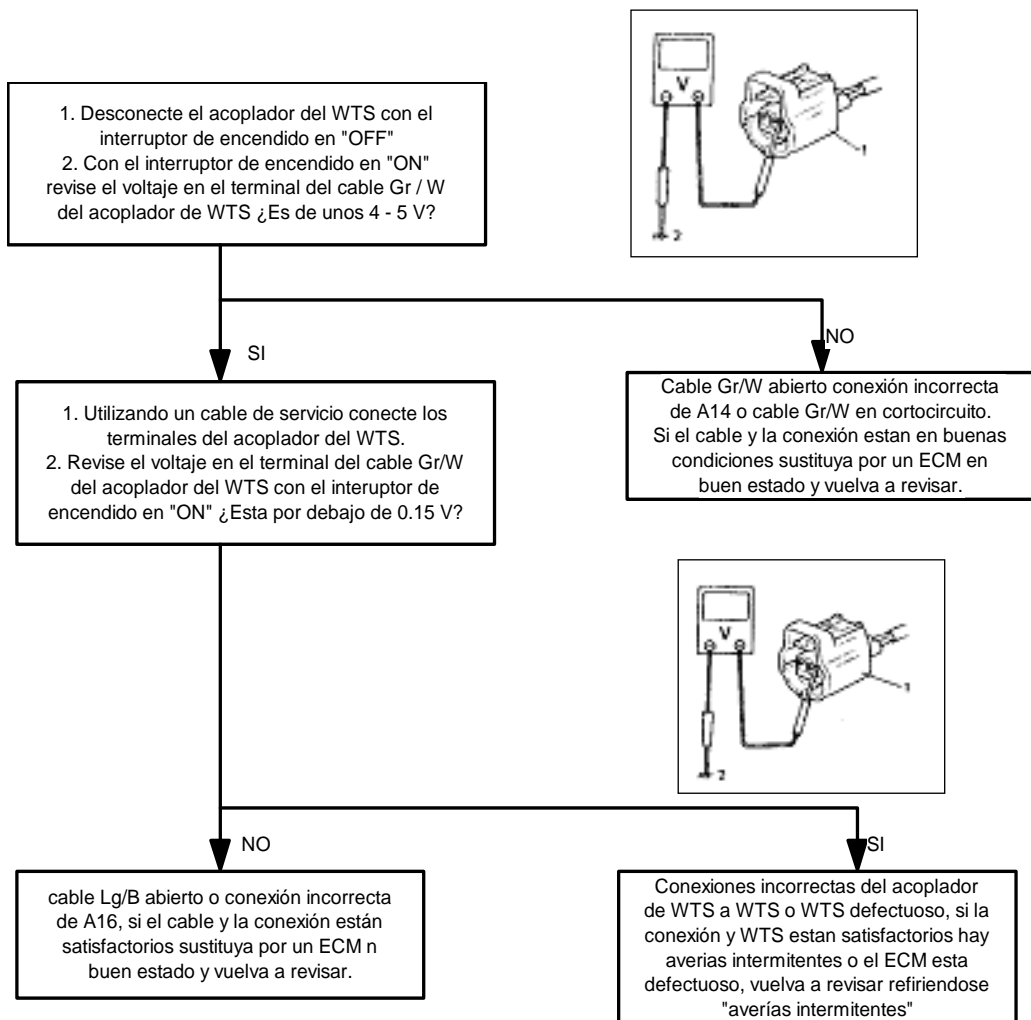 1. Desconecte el acoplador del WTS con el
interruptor de encendido en "OFF"
2. Con el interruptor de encendido en "ON"
revise el voltaje en el terminal del cable Gr / W
del acoplador de WTS ¿Es de unos 4 - 5 V?
V
1
2
SI
NO
1. Utilizando un cable de servicio conecte los
terminales del acoplador del WTS.
2. Revise el voltaje en el terminal del cable Gr/W
del acoplador del WTS con el interuptor de
encendido en "ON" ¿Esta por debajo de 0.15 V?
Cable Gr/W abierto conexión incorrecta
de A14 o cable Gr/W en cortocircuito.
Si el cable y la conexión estan en buenas
condiciones sustituya por un ECM en
buen estado y vuelva a revisar.
V
1
2
NO
SI
cable Lg/B abierto o conexión incorrecta
de A16, si el cable y la conexión están
satisfactorios sustituya por un ECM n
buen estado y vuelva a revisar.
Conexiones incorrectas del acoplador
de WTS a WTS o WTS defectuoso, si la
conexión y WTS estan satisfactorios hay
averias intermitentes o el ECM esta
defectuoso, vuelva a revisar refiriendose
"averías intermitentes"